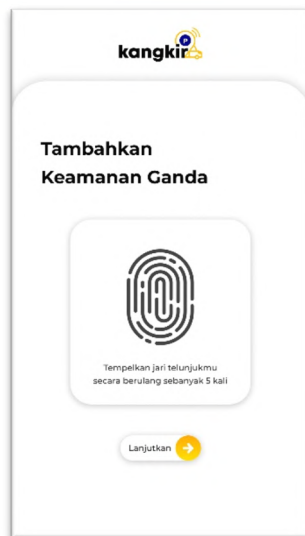 kangkir
P
Tambahkan
Keamanan Ganda
Tempelkan jari telunjukmu
secara berulang sebanyak 5 kali
Lanjutkan